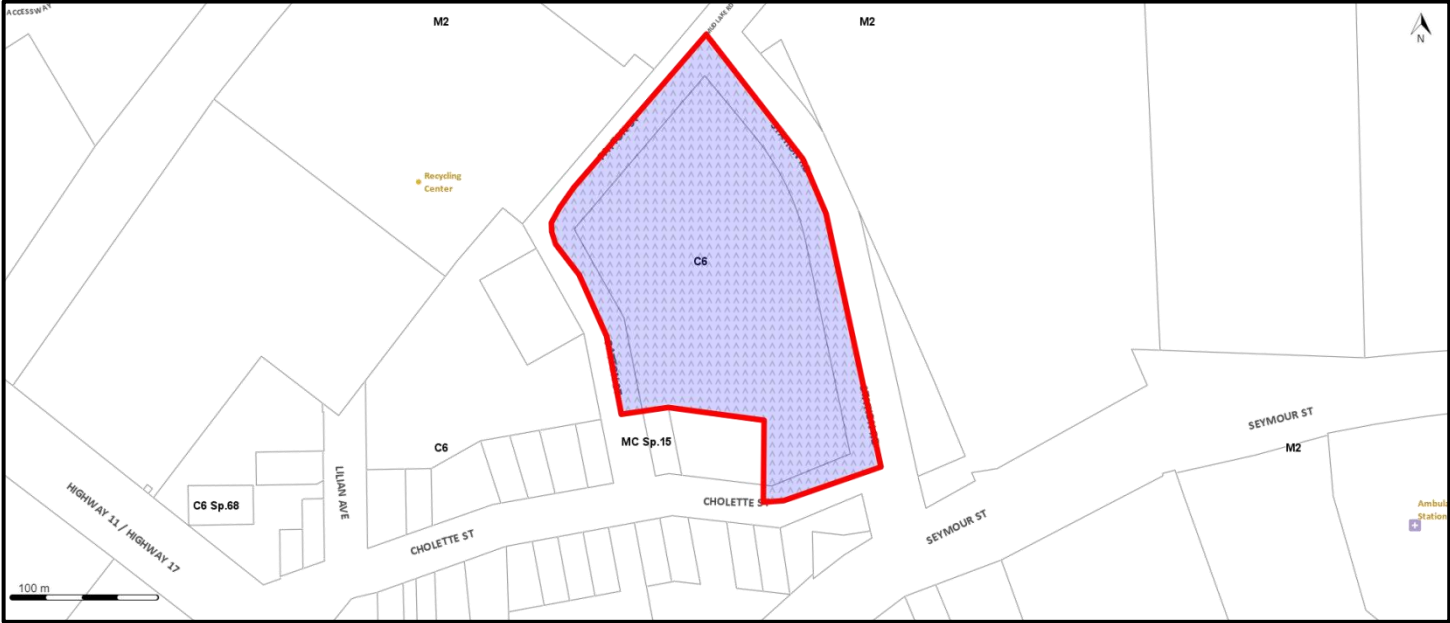 ACCESSWAY
M2
M2
N
Recycling
Center
C6
MC Sp.15
C6
LILIAN AVE
C6 Sp.68
HIGHWAY 11 / HIGHWAY 17
CHOLETTE ST
CHOLETTE ST
SEYMOUR ST
SEYMOUR ST
M2
Station
100 m